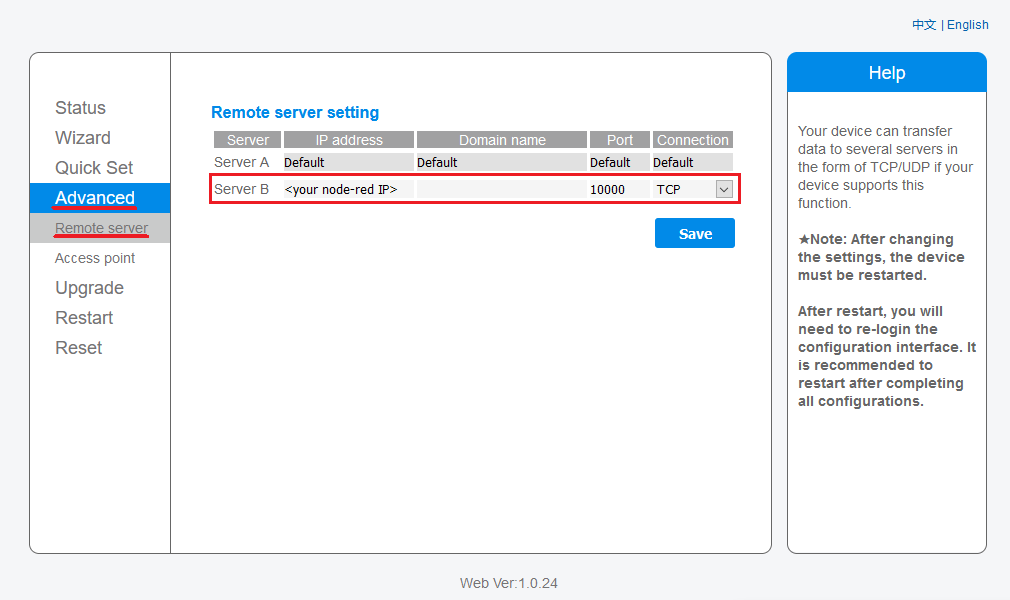 中文 | English
Status
Wizard
Quick Set
Advanced
Remote server
Access point
Upgrade
Restart
Reset
Remote server setting
Server IP address Domain name Port Connection
Server A Default Default Default Default
Server B <your node-red IP> 10000 TCP
Save
Help
Your device can transfer
data to several servers in
the form of TCP/UDP if your
device supports this
function.
★Note: After changing
the settings, the device
must be restarted.
After restart, you will
need to re-login the
configuration interface. It
is recommended to
restart after completing
all configurations.
Web Ver:1.0.24